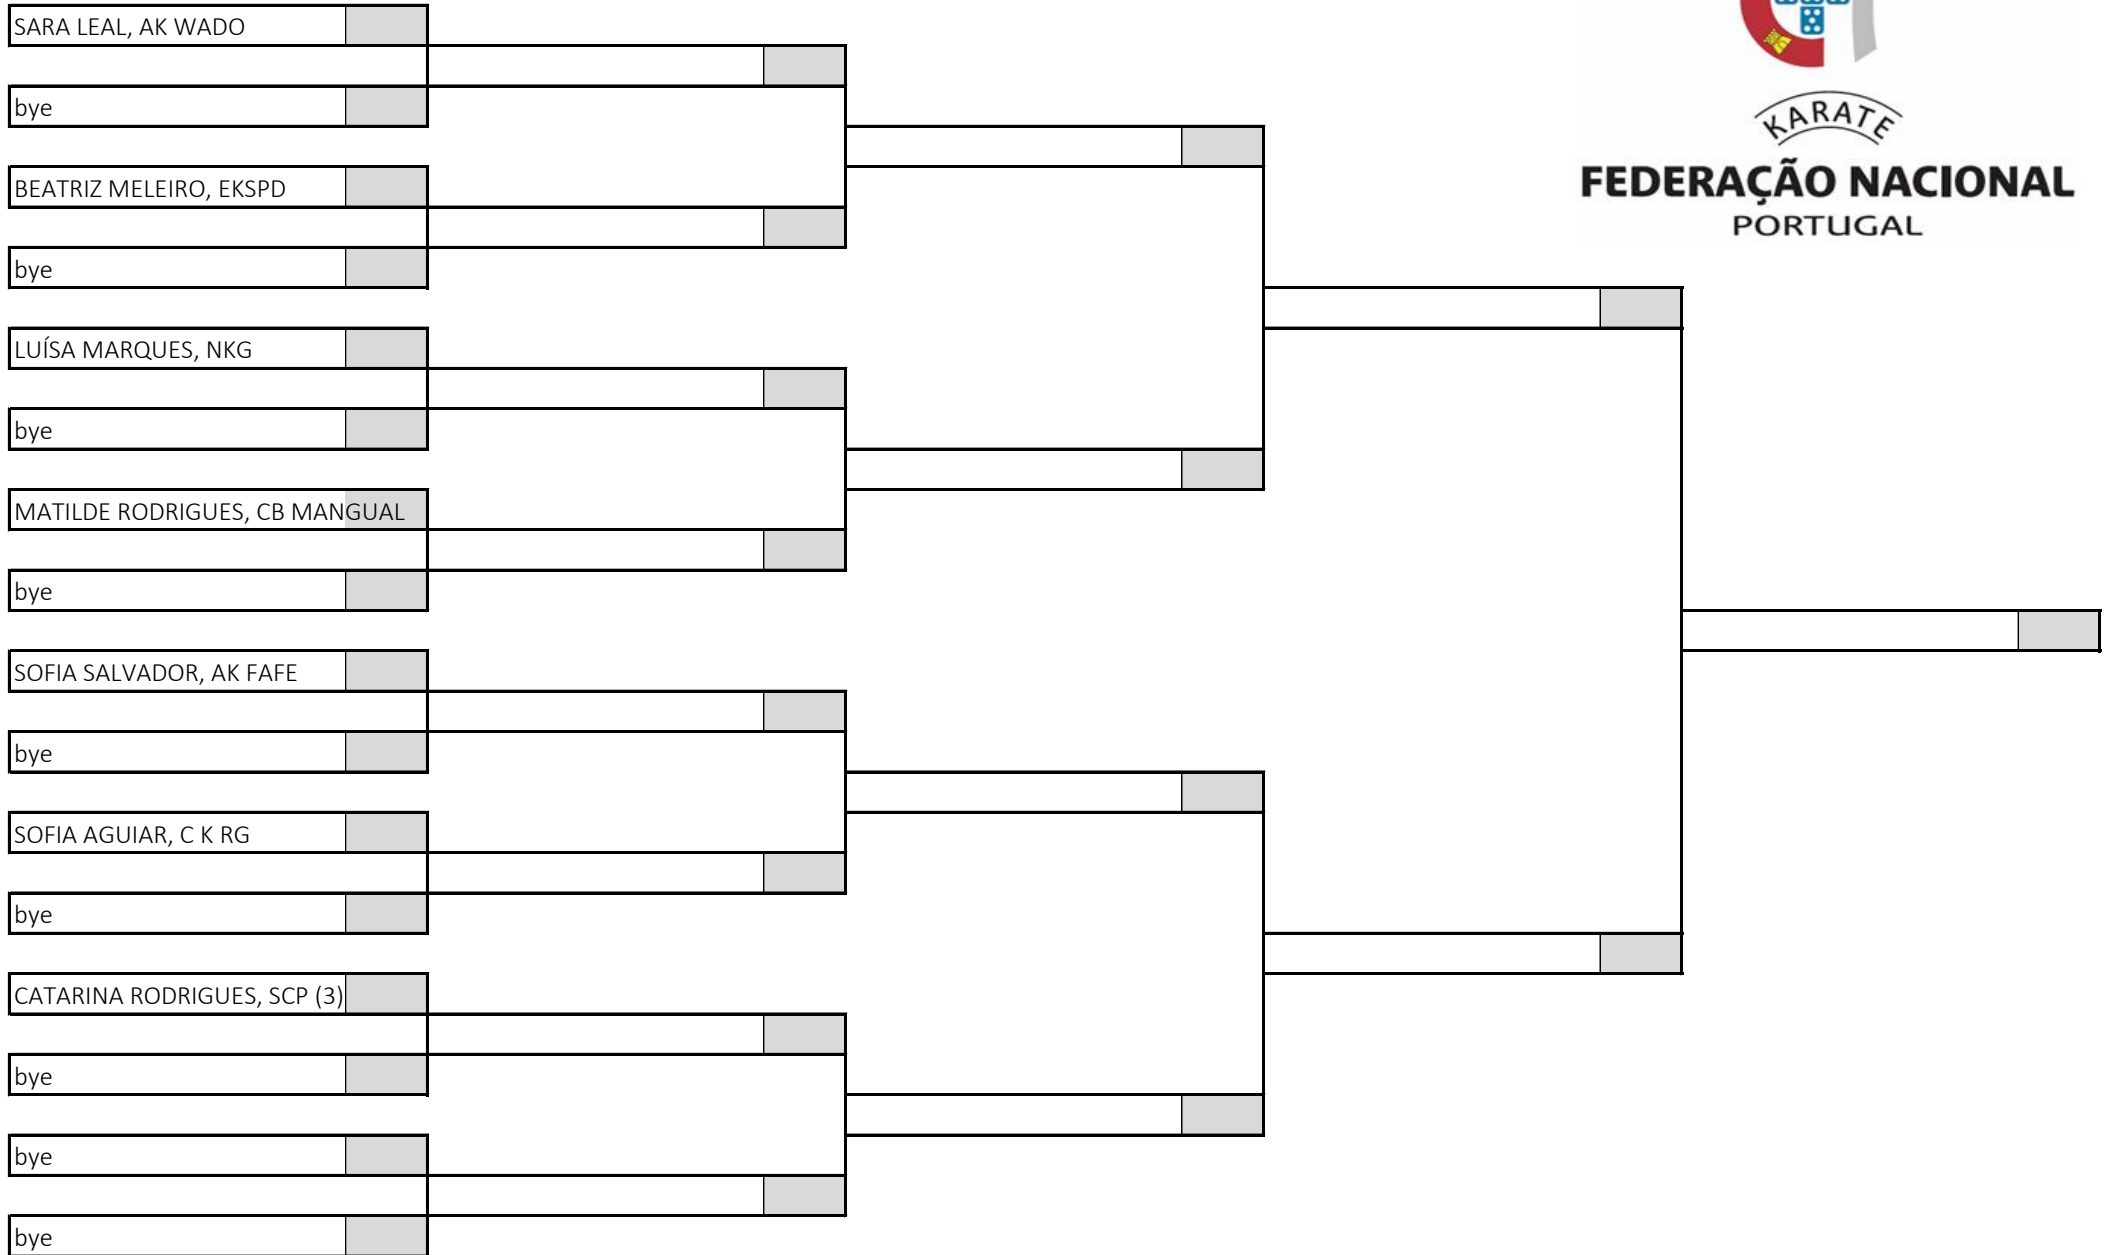 SARA LEAL, AK WADO
bye
BEATRIZ MELEIRO, EKSPD
bye
LUÍSA MARQUES, NKG
bye
MATILDE RODRIGUES, CB MANGUAL
bye
SOFIA SALVADOR, AK FAFE
bye
SOFIA AGUIAR, C K RG
bye
CATARINA RODRIGUES, SCP (3)
bye
bye
bye
KARATE
FEDERAÇÃO NACIONAL
PORTUGAL